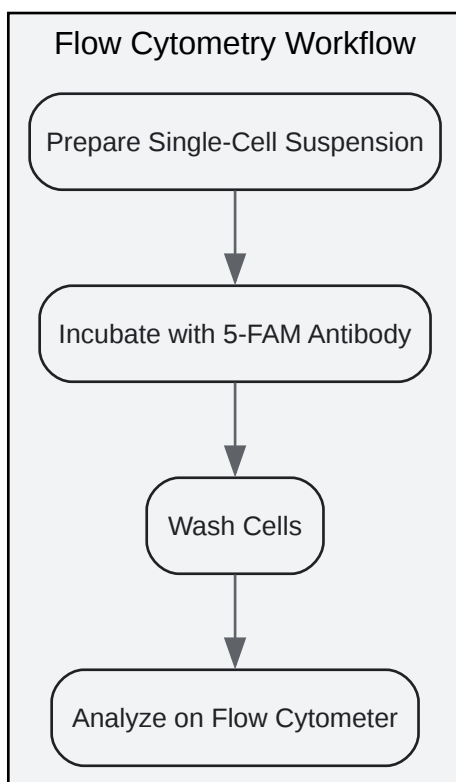 Flow Cytometry Workflow
Prepare Single-Cell Suspension
Incubate with 5-FAM Antibody
Wash Cells
Analyze on Flow Cytometer